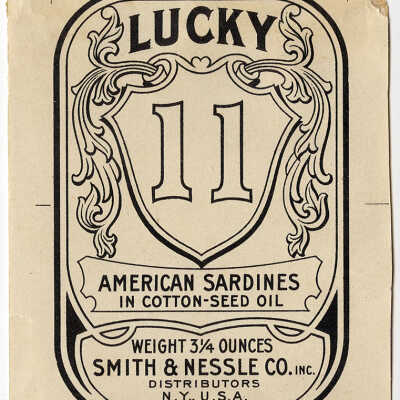 LUCKY
11
AMERICAN SARDINES
IN COTTON-SEED OIL
WEIGHT 3¼ OUNCES
SMITH & NESSLE CO. INC.
DISTRIBUTORS
N.Y., U.S.A.